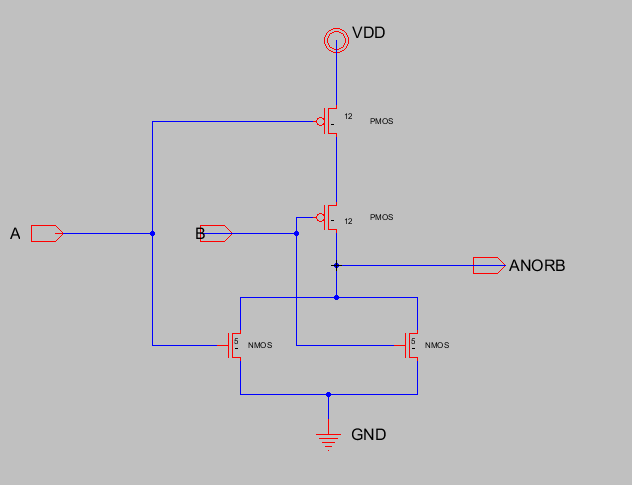 VDD
12 PMOS
12 PMOS
A
B
ANORB
5 NMOS
5 NMOS
GND